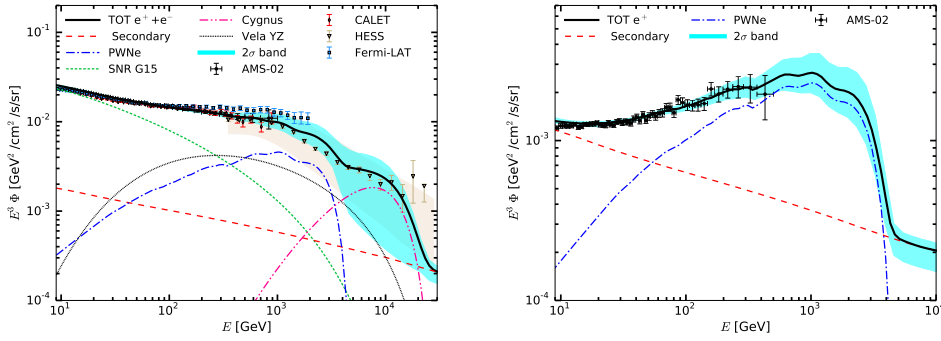 TOT e⁺+e⁻
Secondary
PWNe
SNR G15
Cygnus
Vela YZ
2σ band
AMS-02
CALET
HESS
Fermi-LAT
10⁻¹
10⁻²
10⁻³
10⁻⁴
E³ Φ [GeV² /cm² /s/sr]
10¹ 10² 10³ 10⁴
E [GeV]
TOT e⁺
Secondary
PWNe
2σ band
AMS-02
10⁻³
10⁻⁴
E³ Φ [GeV² /cm² /s/sr]
10¹ 10² 10³ 10
E [GeV]